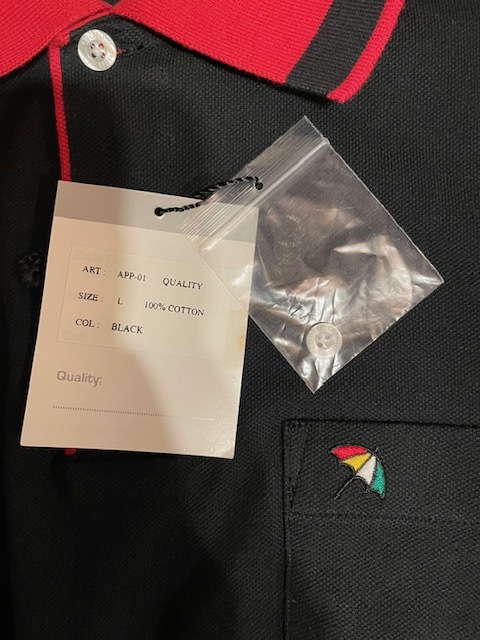 ART : APP-01 QUALITY
SIZE : L 100% COTTON
COL : BLACK
Quality;